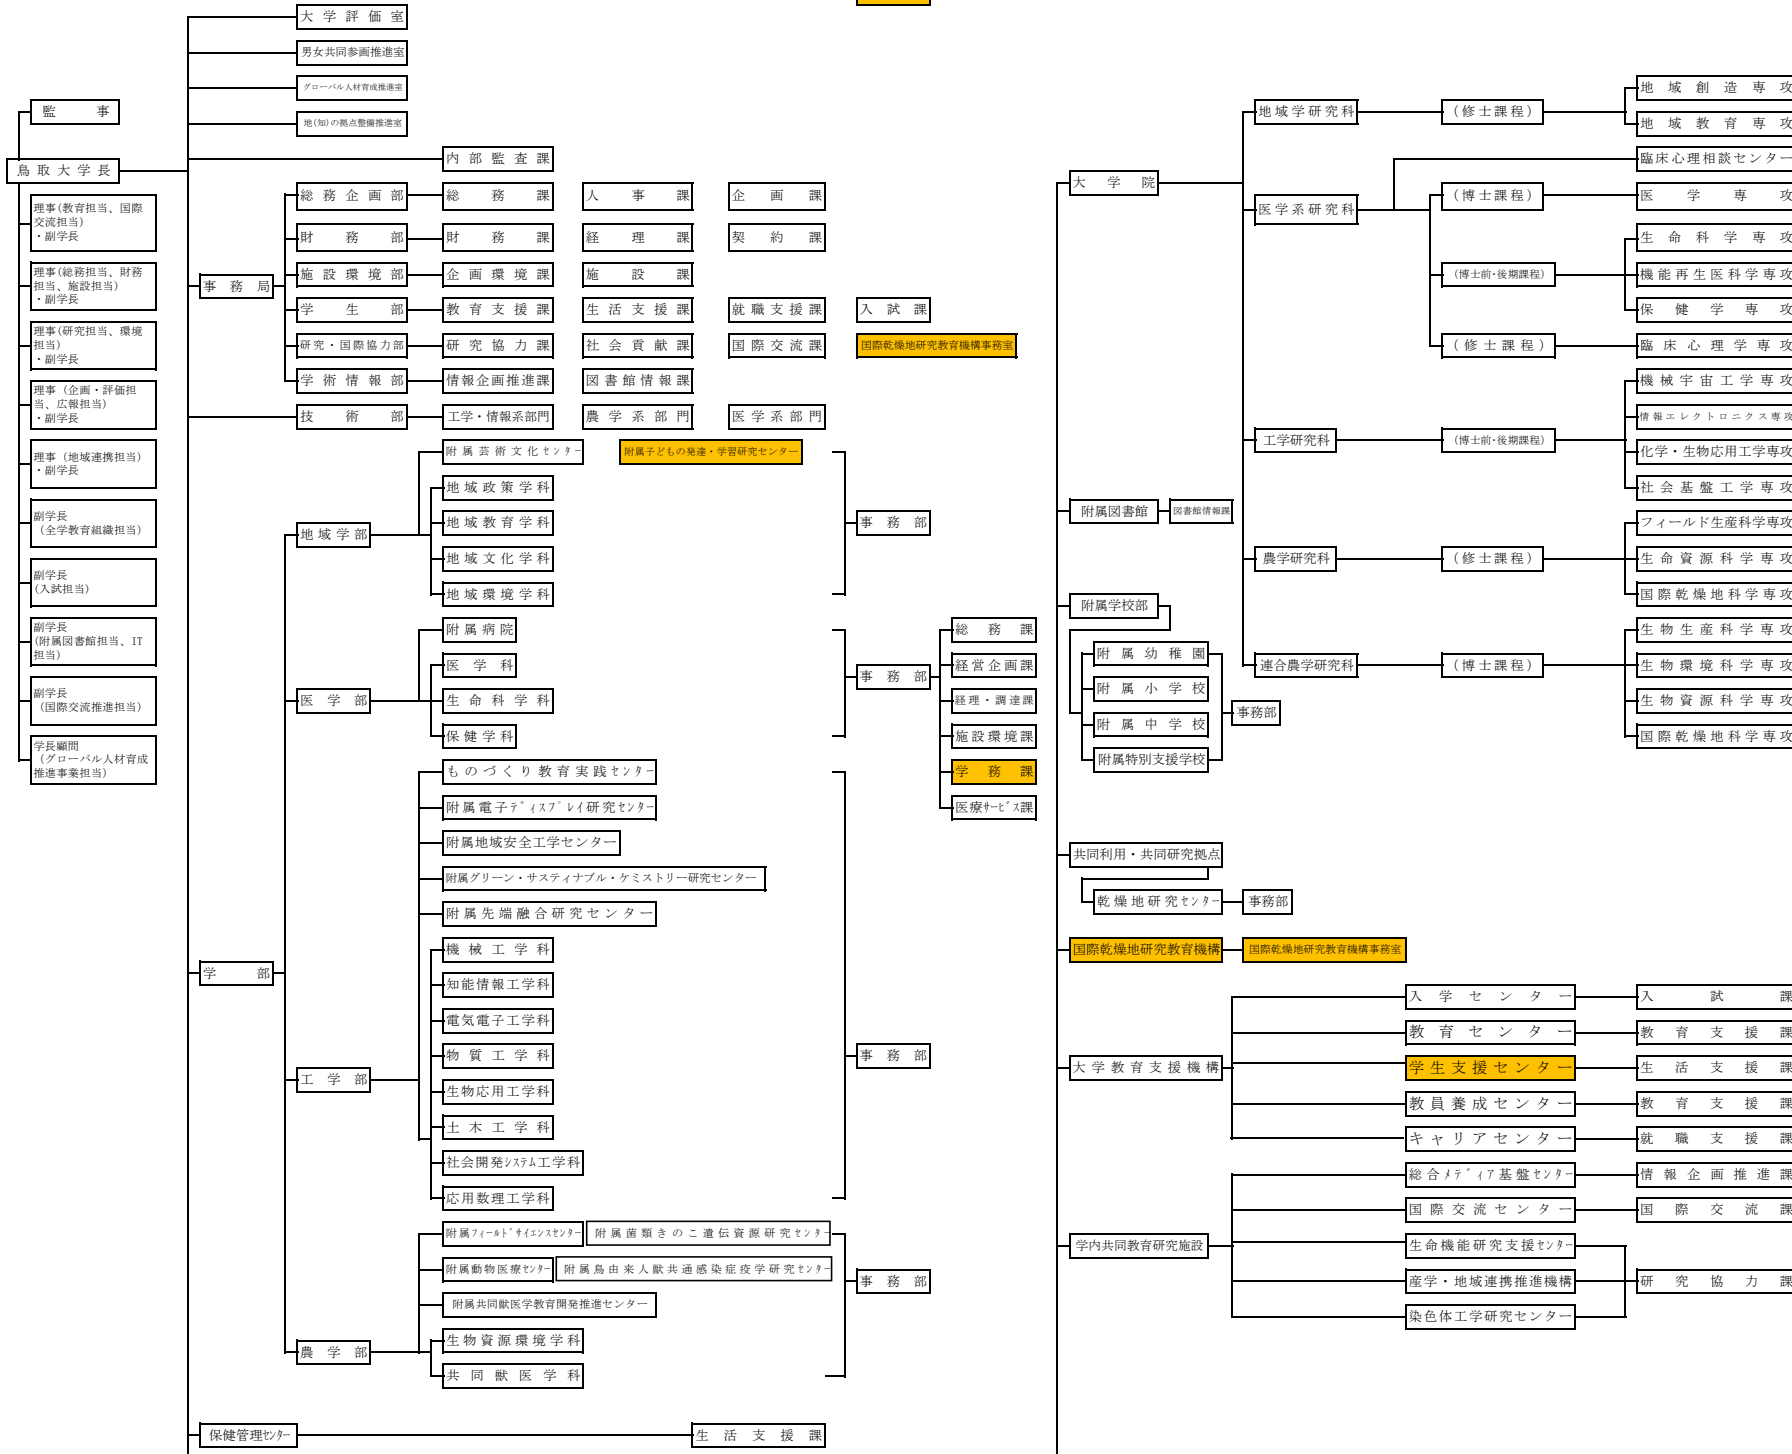 大学評価室
男女共同参画推進室
グローバル人材育成推進室
地(知)の拠点整備推進室
監事
鳥取大学長
理事(教育担当、国際
交流担当)
・副学長
理事(総務担当、財務
担当、施設担当)
・副学長
理事(研究担当、環境
担当)
・副学長
理事（企画・評価担
当、広報担当)
・副学長
理事（地域連携担当)
・副学長
副学長
（全学教育組織担当)
副学長
(入試担当)
副学長
(附属図書館担当、IT
担当)
副学長
（国際交流推進担当)
学長顧問
（グローバル人材育成
推進事業担当)
内部監査課
事務局
総務企画部 総務課 人事課 企画課
財務部 財務課 経理課 契約課
施設環境部 企画環境課 施設課
学生部 教育支援課 生活支援課 就職支援課 入試課
研究・国際協力部 研究協力課 社会貢献課 国際交流課 国際乾燥地研究教育機構事務室
学術情報部 情報企画推進課 図書館情報課
技術部 工学・情報系部門 農学系部門 医学系部門
学部
地域学部
附属芸術文化センター 附属子どもの発達・学習研究センター
地域政策学科
地域教育学科
地域文化学科
地域環境学科
事務部
医学部
附属病院
医学科
生命科学科
保健学科
事務部
総務課
経営企画課
経理・調達課
施設環境課
学務課
医療サービス課
工学部
ものづくり教育実践センター
附属電子ディスプレイ研究センター
附属地域安全工学センター
附属グリーン・サスティナブル・ケミストリー研究センター
附属先端融合研究センター
機械工学科
知能情報工学科
電気電子工学科
物質工学科
生物応用工学科
土木工学科
社会開発システム工学科
応用数理工学科
事務部
農学部
附属フィールドサイエンスセンター 附属菌類きのこ遺伝資源研究センター
附属動物医療センター 附属鳥由来人獣共通感染症疫学研究センター
附属共同獣医学教育開発推進センター
生物資源環境学科
共同獣医学科
事務部
保健管理センター 生活支援課
大学院
地域学研究科 (修士課程)
地域創造専攻
地域教育専攻
医学系研究科
臨床心理相談センター
(博士課程) 医学専攻
(博士前・後期課程)
生命科学専攻
機能再生医科学専攻
保健学専攻
(修士課程) 臨床心理学専攻
工学研究科 (博士前・後期課程)
機械宇宙工学専攻
情報エレクトロニクス専攻
化学・生物応用工学専攻
社会基盤工学専攻
農学研究科 (修士課程)
フィールド生産科学専攻
生命資源科学専攻
国際乾燥地科学専攻
連合農学研究科 (博士課程)
生物生産科学専攻
生物環境科学専攻
生物資源科学専攻
国際乾燥地科学専攻
附属図書館 図書館情報課
附属学校部
附属幼稚園
附属小学校
附属中学校
附属特別支援学校
事務部
共同利用・共同研究拠点
乾燥地研究センター 事務部
国際乾燥地研究教育機構 国際乾燥地研究教育機構事務室
大学教育支援機構
入学センター 入試課
教育センター 教育支援課
学生支援センター 生活支援課
教員養成センター 教育支援課
キャリアセンター 就職支援課
学内共同教育研究施設
総合メディア基盤センター 情報企画推進課
国際交流センター 国際交流課
生命機能研究支援センター
産学・地域連携推進機構 研究協力課
染色体工学研究センター